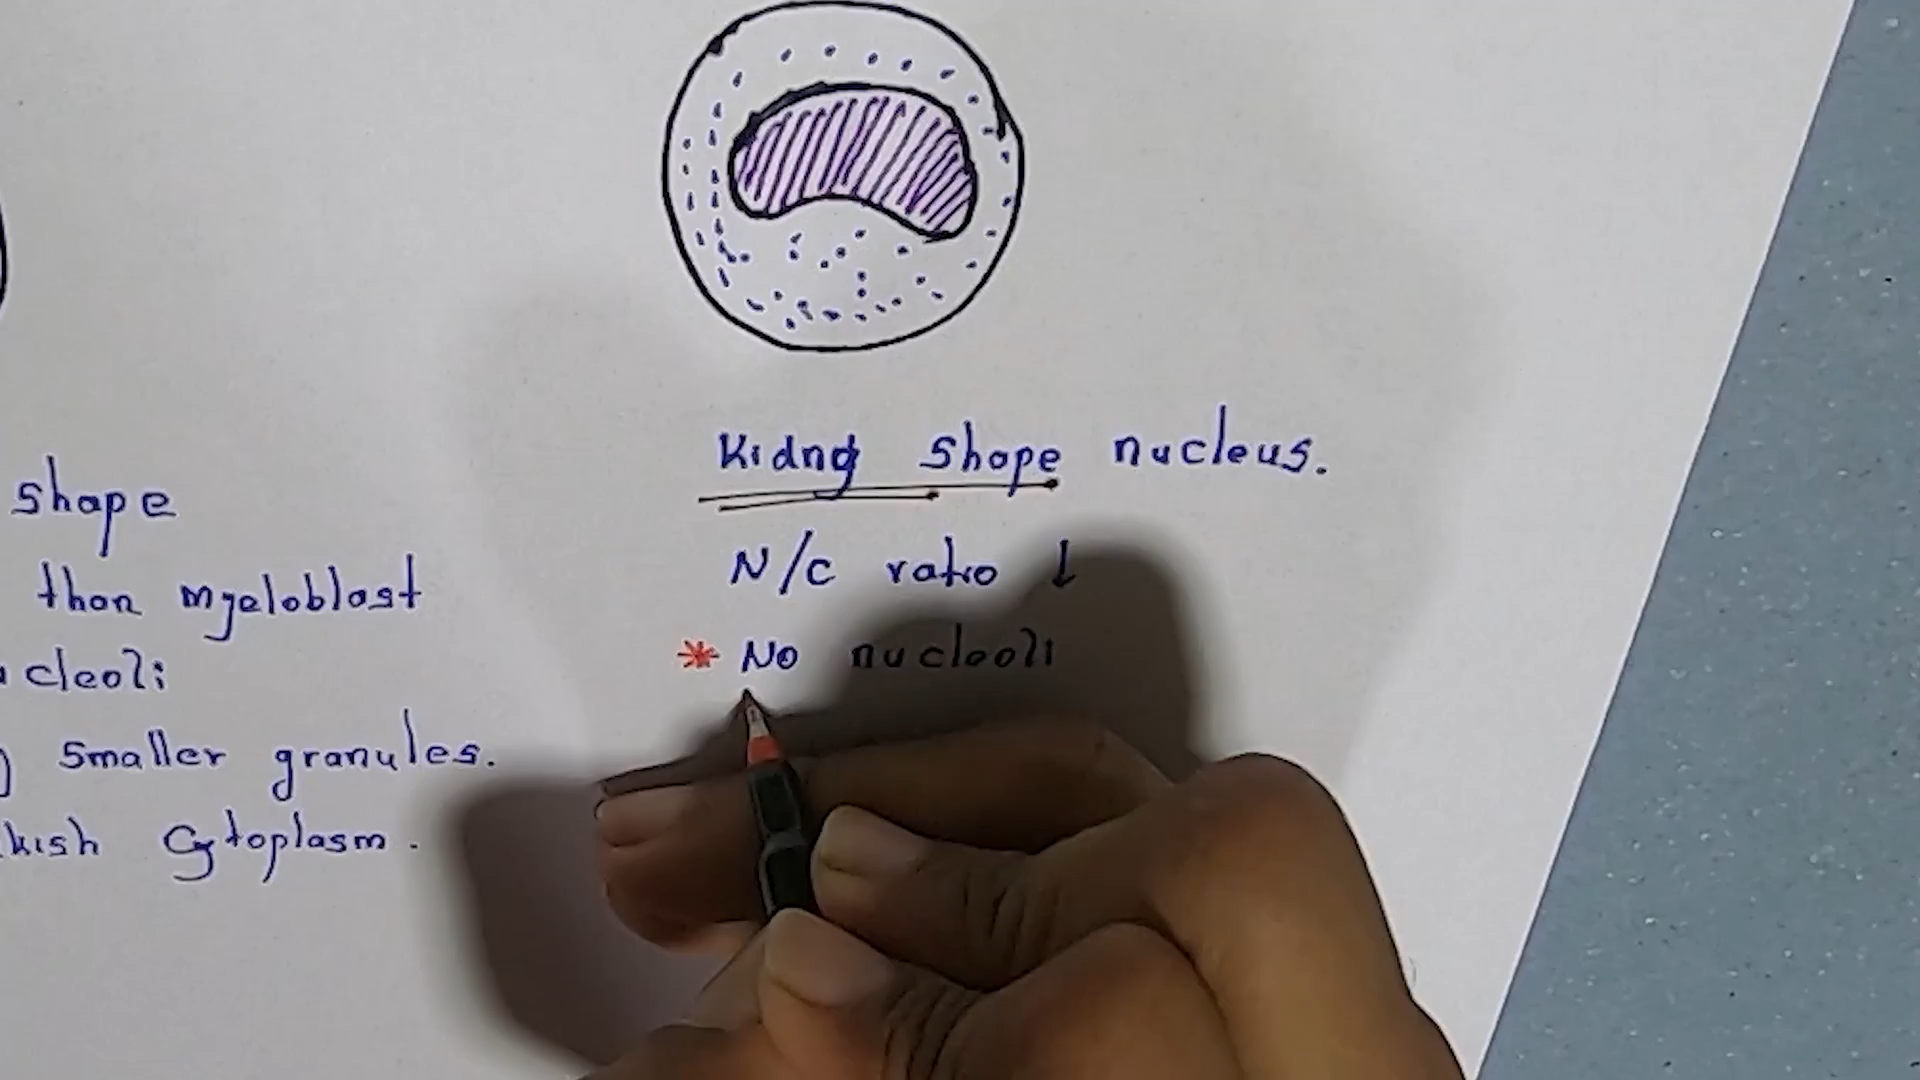 Kidny Shape nucleus.
N/C ratio ↓
* No nucleoli
Shape
than myeloblast
cleoli
smaller granules.
kish Cytoplasm.